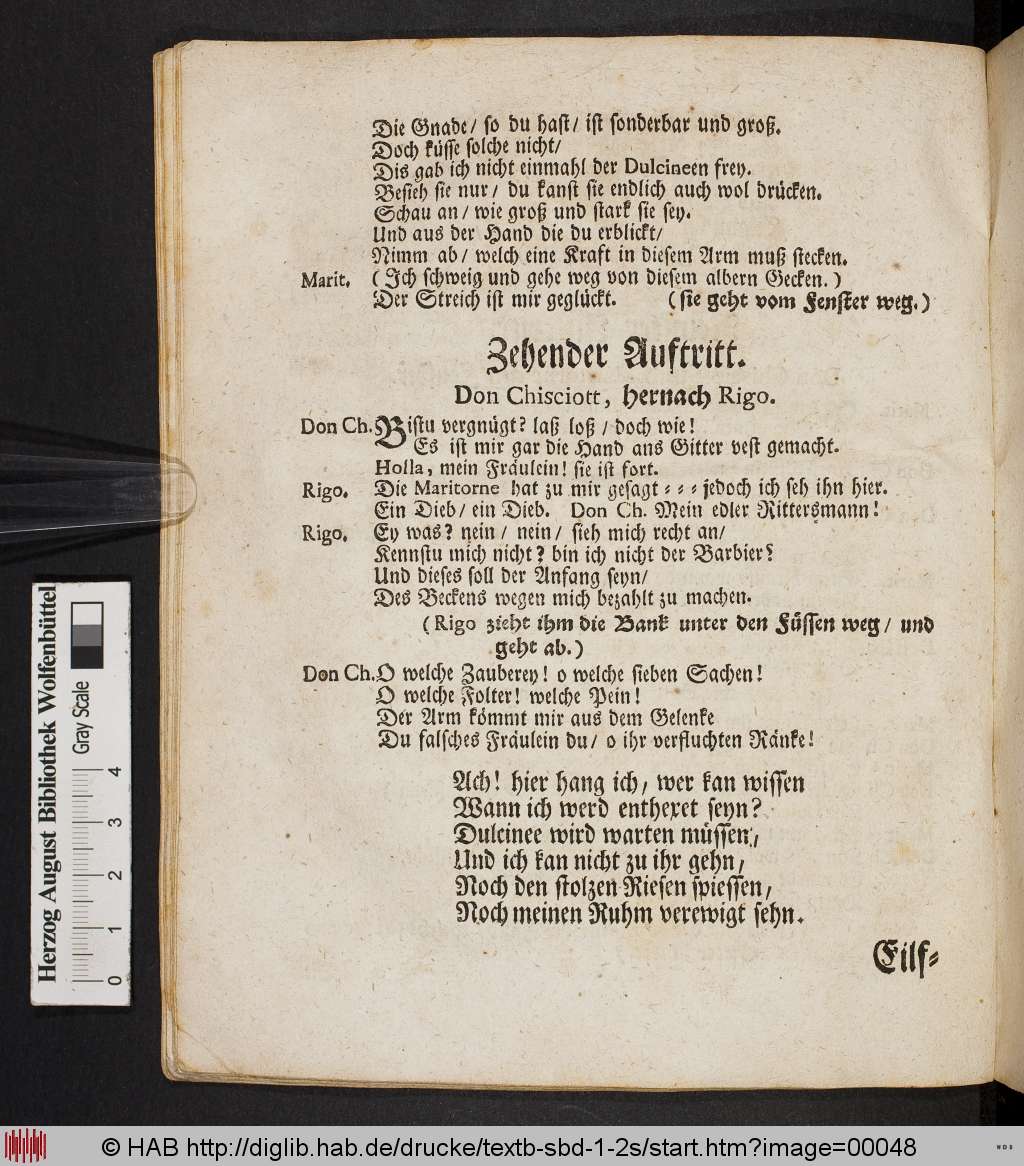 Die Gnade/ so du hast/ ist sonderbar und groß.
Doch küsse solche nicht/
Dis gab ich nicht einmahl der Dulcineen frey.
Besieh sie nur/ du kanst sie endlich auch wol drücken.
Schau an/ wie groß und stark sie sey.
Und aus der Hand die du erblickt/
Nimm ab/ welch eine Kraft in diesem Arm muß stecken.
Marit. (Ich schweig und gehe weg von diesem albern Gecken.)
Der Streich ist mir geglückt. (sie geht vom Fenster weg.)
Zehender Auftritt.
Don Chisciott, hernach Rigo.
Don Ch. Bistu vergnügt? laß loß/ doch wie!
Es ist mir gar die Hand ans Gitter vest gemacht.
Holla, mein Fräulein! sie ist fort.
Rigo. Die Maritorne hat zu mir gesagt - - - jedoch ich seh ihn hier.
Ein Dieb/ ein Dieb. Don Ch. Mein edler Rittersmann!
Rigo. Ey was? nein/ nein/ sieh mich recht an/
Kennstu mich nicht? bin ich nicht der Barbier?
Und dieses soll der Anfang seyn/
Des Beckens wegen mich bezahlt zu machen.
(Rigo zieht ihm die Bank unter den Füssen weg/ und
geht ab.)
Don Ch. O welche Zauberey! o welche sieben Sachen!
O welche Folter! welche Pein!
Der Arm kömmt mir aus dem Gelenke
Du falsches Fräulein du/ o ihr verfluchten Ränke!
Ach! hier hang ich, wer kan wissen
Wann ich werd enthexet seyn?
Dulcinee wird warten müssen,
Und ich kan nicht zu ihr gehn,
Noch den stolzen Riesen spiessen,
Noch meinen Ruhm verewigt sehn.
Eilf-
Herzog August Bibliothek Wolfenbüttel
Gray Scale
0 1 2 3 4
© HAB http://diglib.hab.de/drucke/textb-sbd-1-2s/start.htm?image=00048